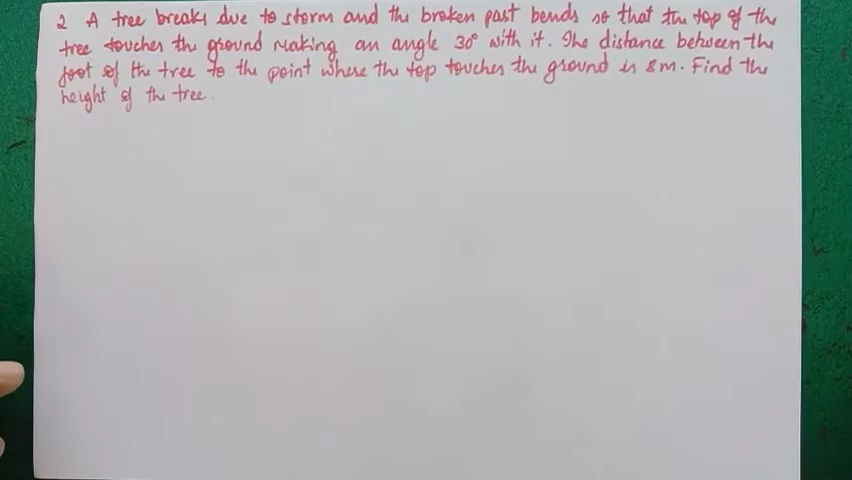 2 A tree breaks due to storm and the broken part bends so that the top of the
tree touches the ground making an angle 30° with it. The distance between the
foot of the tree to the point where the top touches the ground is 8m. Find the
height of the tree.